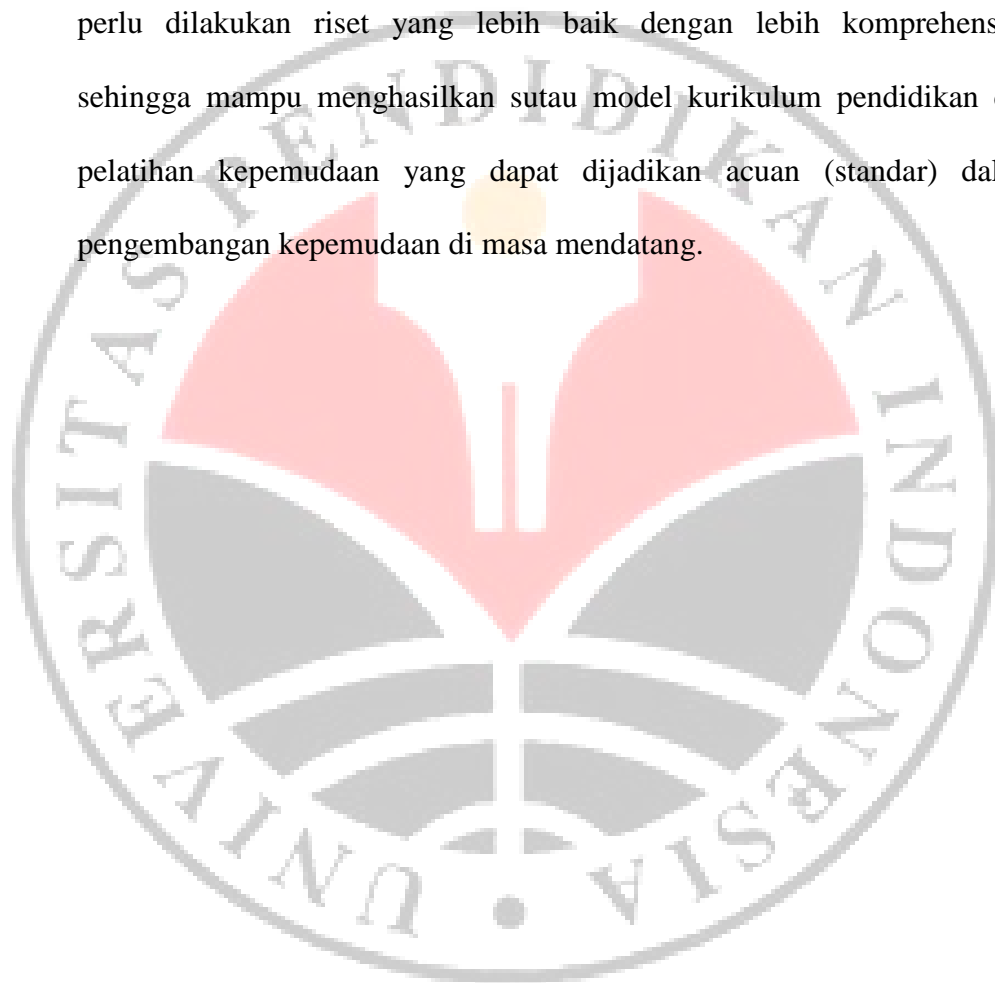 perlu dilakukan riset yang lebih baik dengan lebih komprehens
sehingga mampu menghasilkan sutau model kurikulum pendidikan
pelatihan kepemudaan yang dapat dijadikan acuan (standar) dal
pengembangan kepemudaan di masa mendatang.
UNIVERSITAS PENDIDIKAN INDONESIA